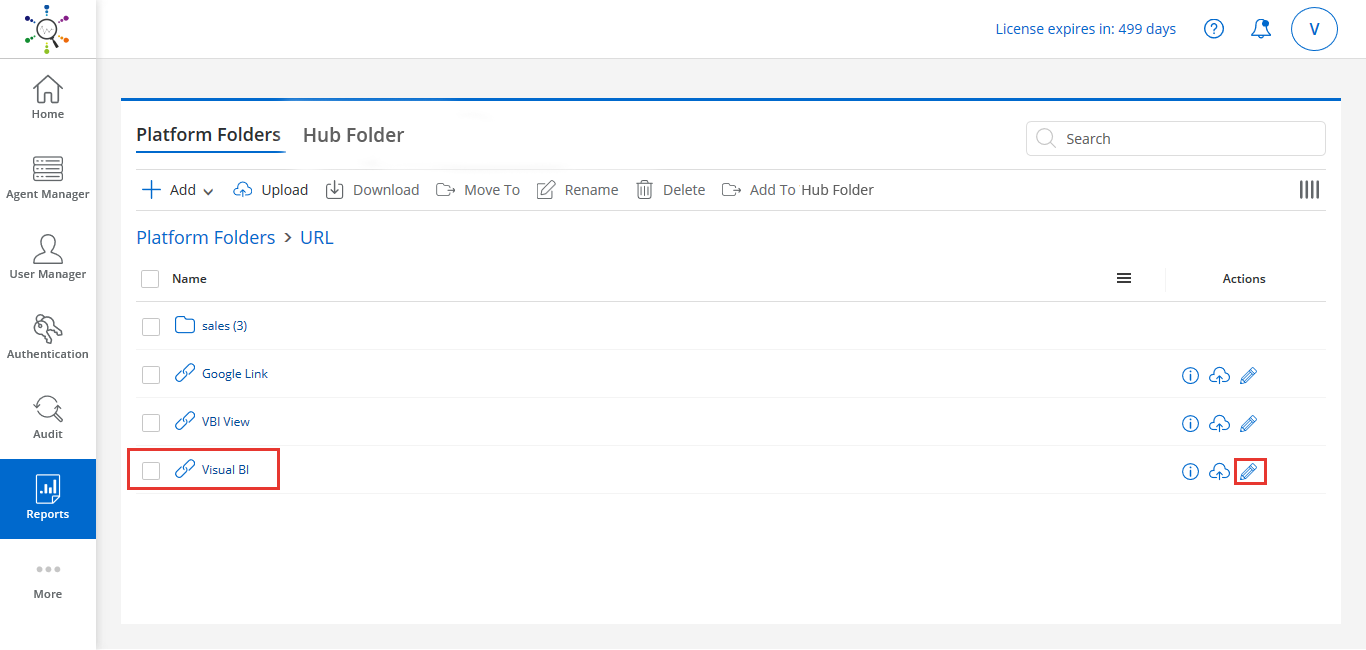 License expires in: 499 days
V
Home
Agent Manager
User Manager
Authentication
Audit
Reports
More
Platform Folders Hub Folder
Search
Add Upload Download Move To Rename Delete Add To Hub Folder
Platform Folders > URL
Name Actions
sales (3)
Google Link
VBI View
Visual BI